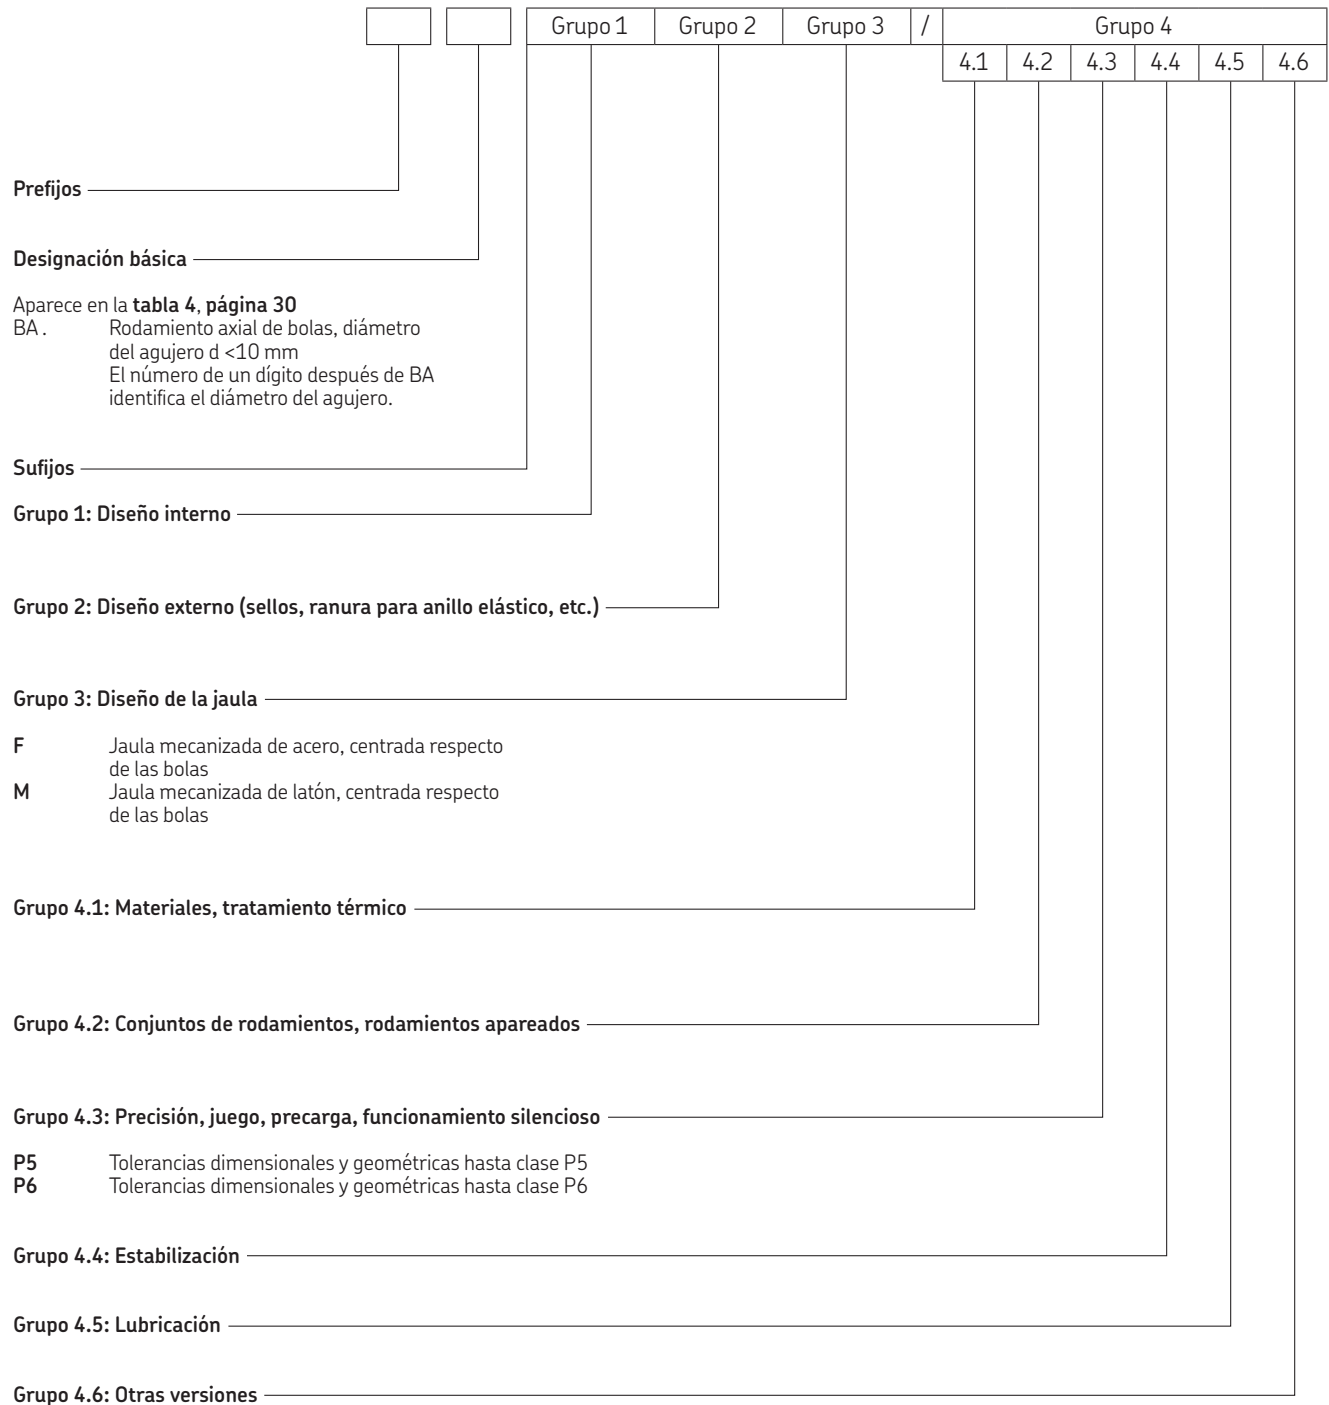 Grupo 1 Grupo 2 Grupo 3 / Grupo 4
4.1 4.2 4.3 4.4 4.5 4.6
Prefijos
Designación básica
Aparece en la tabla 4, página 30
BA . Rodamiento axial de bolas, diámetro
del agujero d <10 mm
El número de un dígito después de BA
identifica el diámetro del agujero.
Sufijos
Grupo 1: Diseño interno
Grupo 2: Diseño externo (sellos, ranura para anillo elástico, etc.)
Grupo 3: Diseño de la jaula
F Jaula mecanizada de acero, centrada respecto
de las bolas
M Jaula mecanizada de latón, centrada respecto
de las bolas
Grupo 4.1: Materiales, tratamiento térmico
Grupo 4.2: Conjuntos de rodamientos, rodamientos apareados
Grupo 4.3: Precisión, juego, precarga, funcionamiento silencioso
P5 Tolerancias dimensionales y geométricas hasta clase P5
P6 Tolerancias dimensionales y geométricas hasta clase P6
Grupo 4.4: Estabilización
Grupo 4.5: Lubricación
Grupo 4.6: Otras versiones